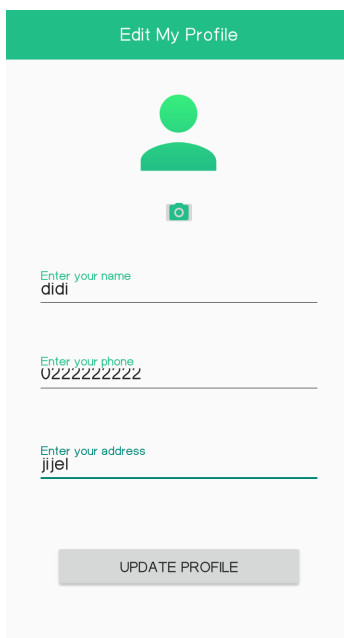 Edit My Profile
Enter your name
didi
Enter your phone
0222222222
Enter your address
jijel
UPDATE PROFILE